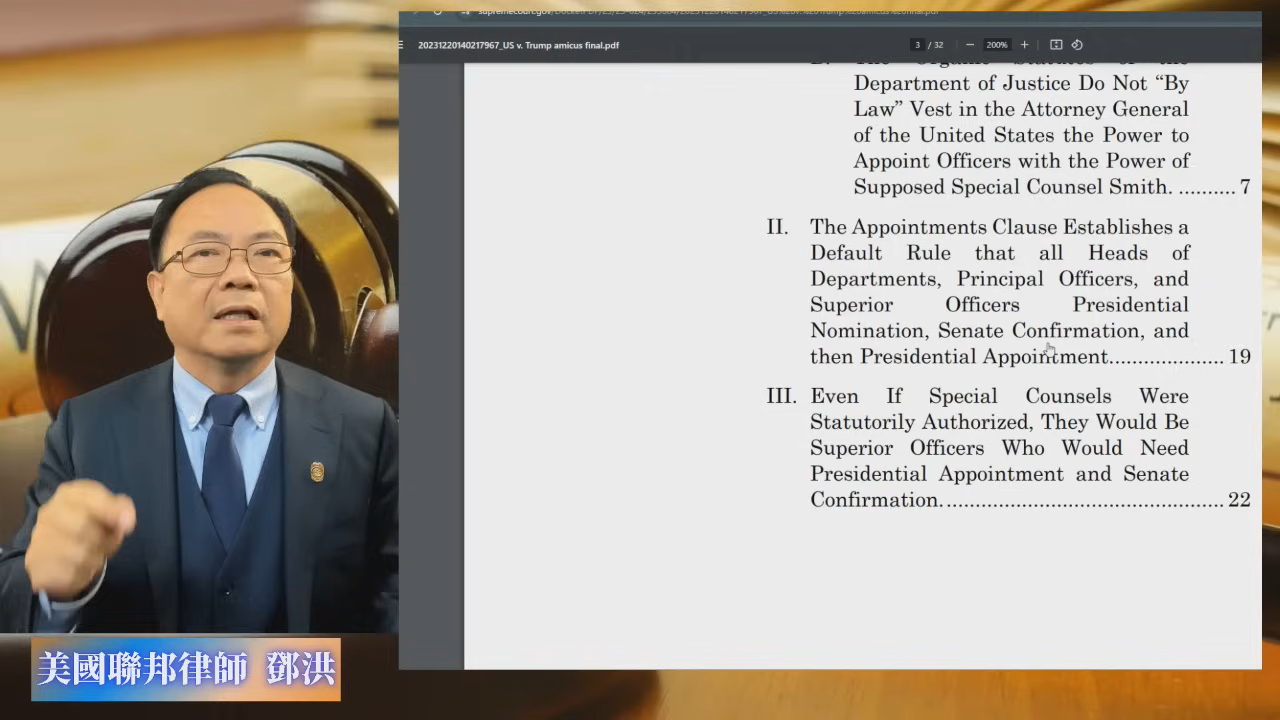 20231220140217967_US v. Trump amicus final.pdf
3 / 32
200%
Department of Justice Do Not “By
Law” Vest in the Attorney General
of the United States the Power to
Appoint Officers with the Power of
Supposed Special Counsel Smith. .......... 7
II. The Appointments Clause Establishes a
Default Rule that all Heads of
Departments, Principal Officers, and
Superior Officers Presidential
Nomination, Senate Confirmation, and
then Presidential Appointment.................... 19
III. Even If Special Counsels Were
Statutorily Authorized, They Would Be
Superior Officers Who Would Need
Presidential Appointment and Senate
Confirmation. ............................................... 22
美國聯邦律師 鄧洪